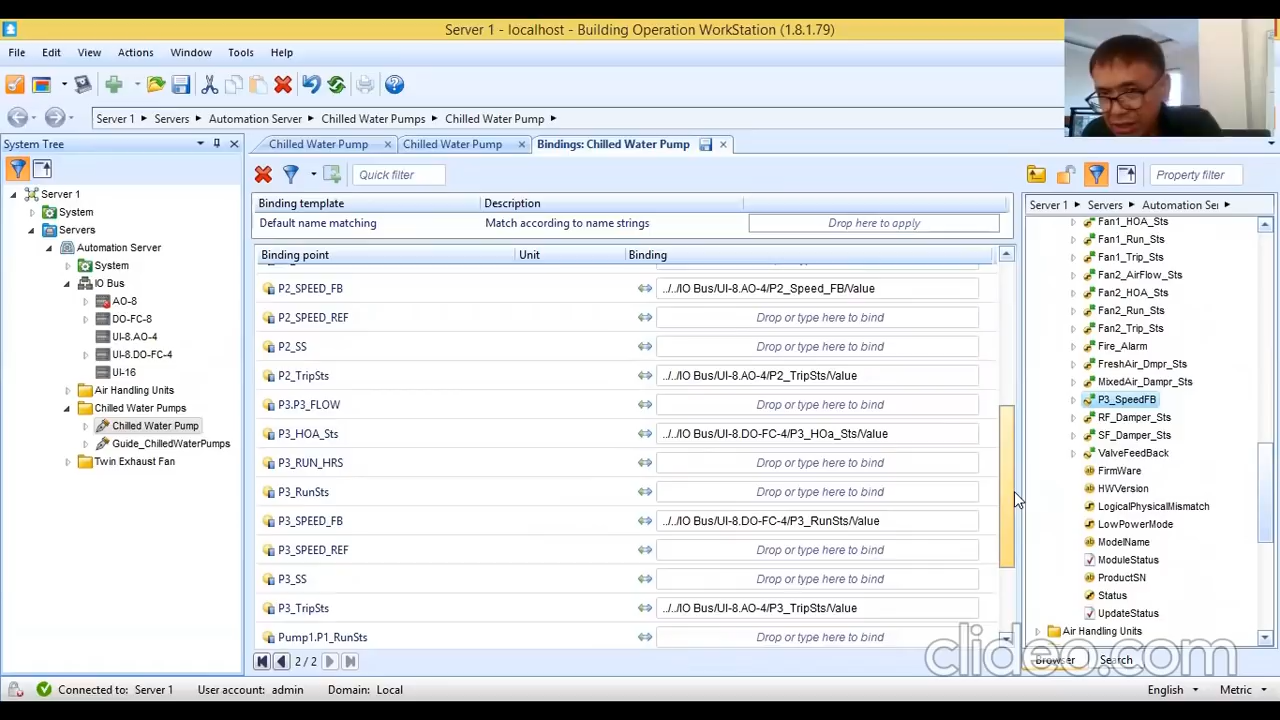 Server 1 - localhost - Building Operation WorkStation (1.8.1.79)
File Edit View Actions Window Tools Help
Server 1 Servers Automation Server Chilled Water Pumps Chilled Water Pump
System Tree
Chilled Water Pump Chilled Water Pump Bindings: Chilled Water Pump
Quick filter
Property filter
Server 1
System
Servers
Automation Server
System
IO Bus
AO-8
DO-FC-8
UI-8.AO-4
UI-8.DO-FC-4
UI-16
Air Handling Units
Chilled Water Pumps
Chilled Water Pump
Guide_ChilledWaterPumps
Twin Exhaust Fan
Binding template Description
Default name matching Match according to name strings Drop here to apply
Binding point Unit Binding
P2_SPEED_FB ../../IO Bus/UI-8.AO-4/P2_Speed_FB/Value
P2_SPEED_REF Drop or type here to bind
P2_SS Drop or type here to bind
P2_TripSts ../../IO Bus/UI-8.AO-4/P2_TripSts/Value
P3.P3_FLOW Drop or type here to bind
P3_HOA_Sts ../../IO Bus/UI-8.DO-FC-4/P3_HOa_Sts/Value
P3_RUN_HRS Drop or type here to bind
P3_RunSts Drop or type here to bind
P3_SPEED_FB ../../IO Bus/UI-8.DO-FC-4/P3_RunSts/Value
P3_SPEED_REF Drop or type here to bind
P3_SS Drop or type here to bind
P3_TripSts ../../IO Bus/UI-8.AO-4/P3_TripSts/Value
Pump1.P1_RunSts Drop or type here to bind
2 / 2
Server 1 Servers Automation Se
Fan1_HOA_Sts
Fan1_Run_Sts
Fan1_Trip_Sts
Fan2_AirFlow_Sts
Fan2_HOA_Sts
Fan2_Run_Sts
Fan2_Trip_Sts
Fire_Alarm
FreshAir_Dmpr_Sts
MixedAir_Dampr_Sts
P3_SpeedFB
RF_Damper_Sts
SF_Damper_Sts
ValveFeedBack
FirmWare
HWVersion
LogicalPhysicalMismatch
LowPowerMode
ModelName
ModuleStatus
ProductSN
Status
UpdateStatus
Air Handling Units
Browser Search
clideo.com
Connected to: Server 1 User account: admin Domain: Local English Metric